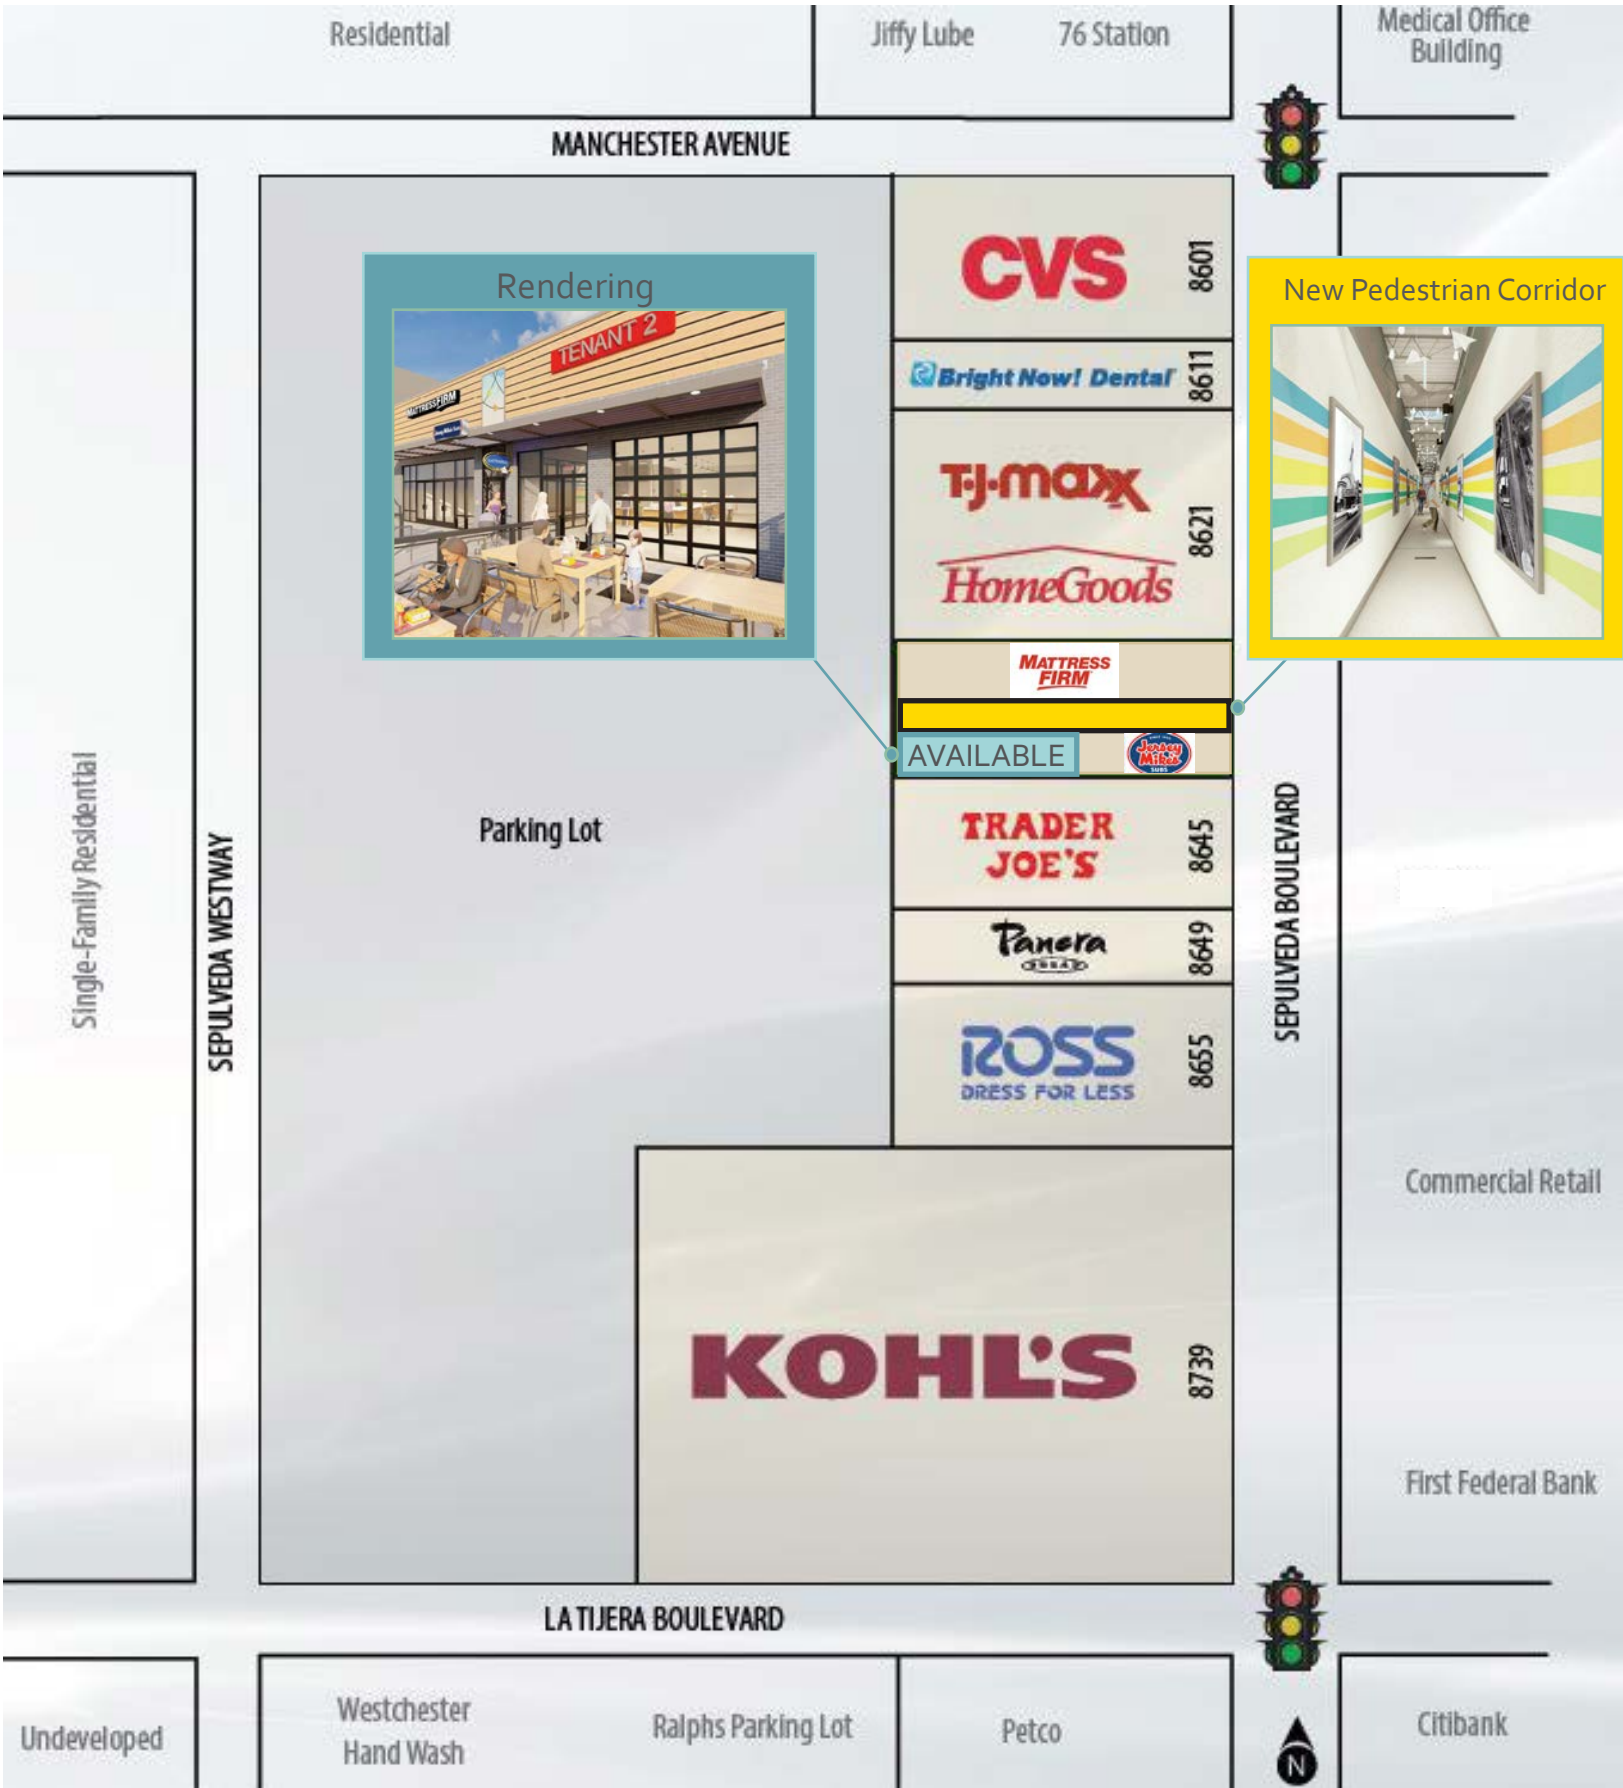 Residential
Jiffy Lube
76 Station
Medical Office
Building
MANCHESTER AVENUE
CVS
8601
Rendering
TENANT 2
MATTRESSFIRM
New Pedestrian Corridor
Bright Now! Dental
8611
T·J·maxx
HomeGoods
8621
MATTRESS
FIRM
AVAILABLE
Jersey
Mike's
SUBS
Single-Family Residential
SEPULVEDA WESTWAY
Parking Lot
TRADER
JOE'S
8645
SEPULVEDA BOULEVARD
Panera
BREAD
8649
ROSS
DRESS FOR LESS
8655
Commercial Retail
KOHL'S
8739
First Federal Bank
LA TIJERA BOULEVARD
Undeveloped
Westchester
Hand Wash
Ralphs Parking Lot
Petco
N
Citibank